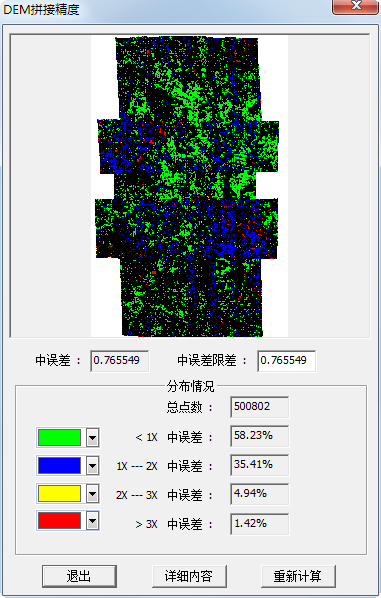 DEM拼接精度
中误差 : 0.765549 中误差限差 : 0.765549
分布情况
总点数 : 500802
< 1X 中误差 : 58.23%
1X --- 2X 中误差 : 35.41%
2X --- 3X 中误差 : 4.94%
> 3X 中误差 : 1.42%
退出 详细内容 重新计算